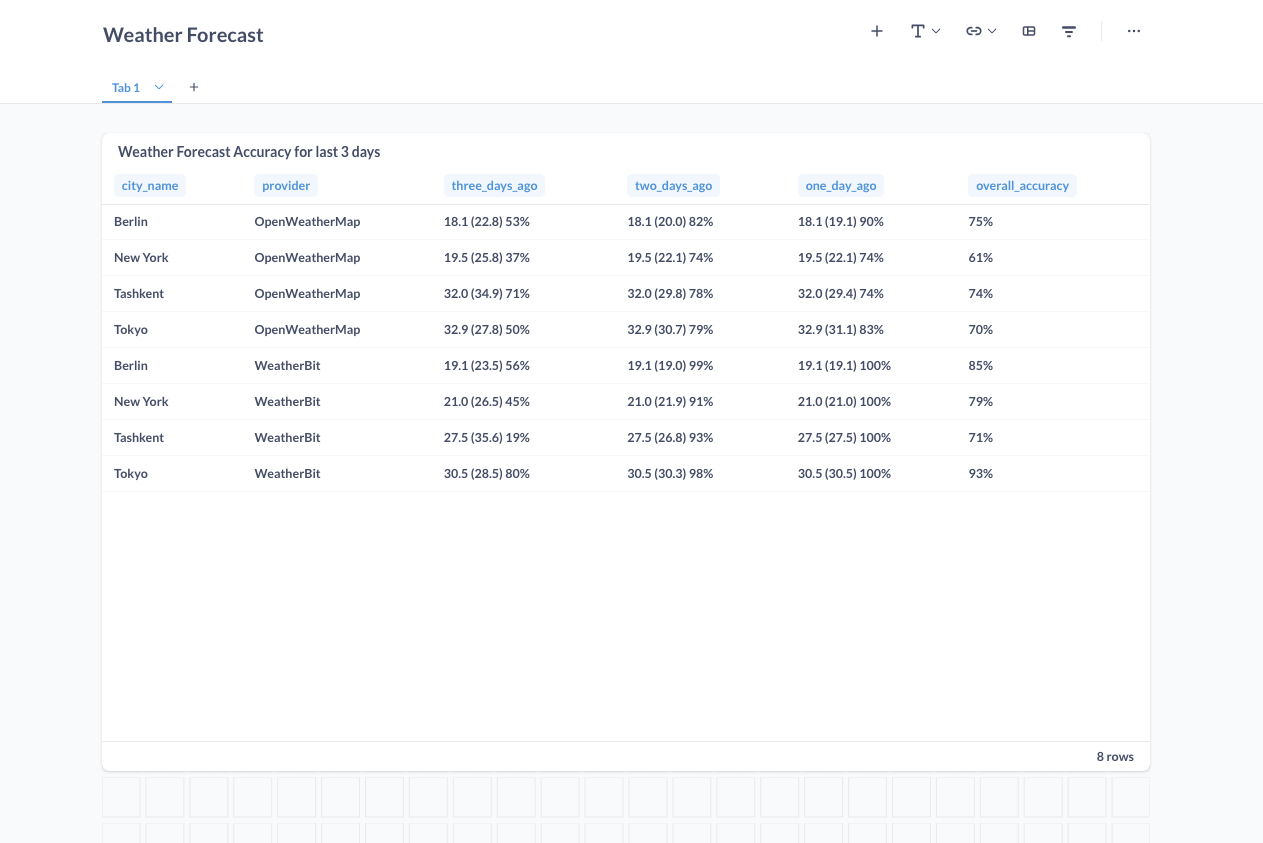 Weather Forecast
Tab 1
Weather Forecast Accuracy for last 3 days
city_name provider three_days_ago two_days_ago one_day_ago overall_accuracy
Berlin OpenWeatherMap 18.1 (22.8) 53% 18.1 (20.0) 82% 18.1 (19.1) 90% 75%
New York OpenWeatherMap 19.5 (25.8) 37% 19.5 (22.1) 74% 19.5 (22.1) 74% 61%
Tashkent OpenWeatherMap 32.0 (34.9) 71% 32.0 (29.8) 78% 32.0 (29.4) 74% 74%
Tokyo OpenWeatherMap 32.9 (27.8) 50% 32.9 (30.7) 79% 32.9 (31.1) 83% 70%
Berlin WeatherBit 19.1 (23.5) 56% 19.1 (19.0) 99% 19.1 (19.1) 100% 85%
New York WeatherBit 21.0 (26.5) 45% 21.0 (21.9) 91% 21.0 (21.0) 100% 79%
Tashkent WeatherBit 27.5 (35.6) 19% 27.5 (26.8) 93% 27.5 (27.5) 100% 71%
Tokyo WeatherBit 30.5 (28.5) 80% 30.5 (30.3) 98% 30.5 (30.5) 100% 93%
8 rows